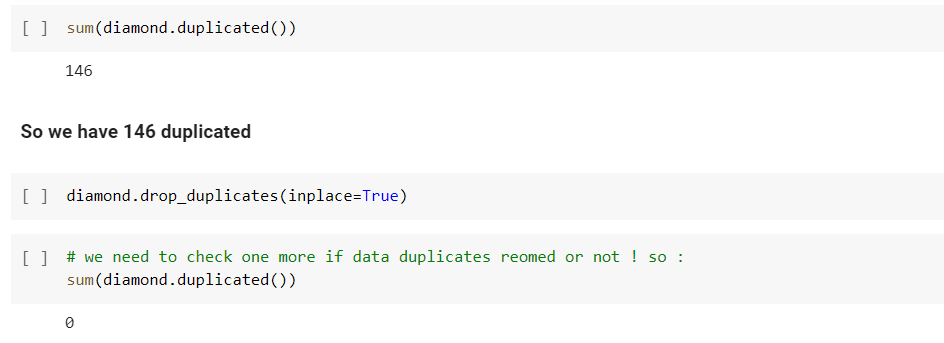 [ ] sum(diamond.duplicated())
146
So we have 146 duplicated
[ ] diamond.drop_duplicates(inplace=True)
[ ] # we need to check one more if data duplicates reomed or not ! so :
sum(diamond.duplicated())
0